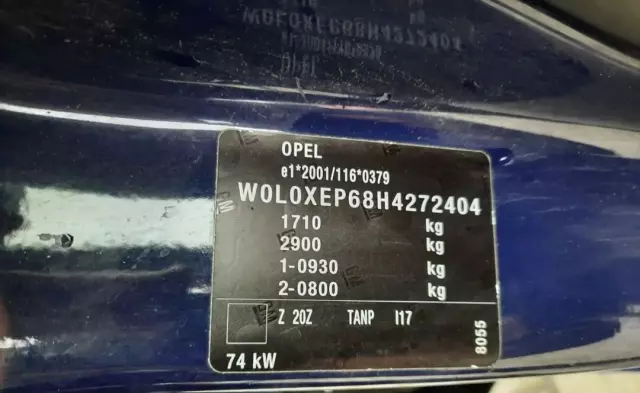 OPEL
e1*2001/116*0379
W0L0XEP68H4272404
1710 kg
2900 kg
1-0930 kg
2-0800 kg
Z 20Z TANP I17
8055
74 kW